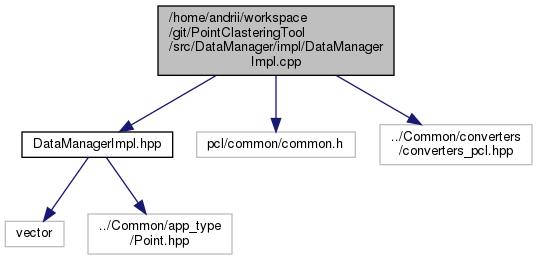 /home/andrii/workspace
/git/PointClasteringTool
/src/DataManager/impl/DataManager
Impl.cpp
DataManagerImpl.hpp
pcl/common/common.h
../Common/converters
/converters_pcl.hpp
vector
../Common/app_type
/Point.hpp